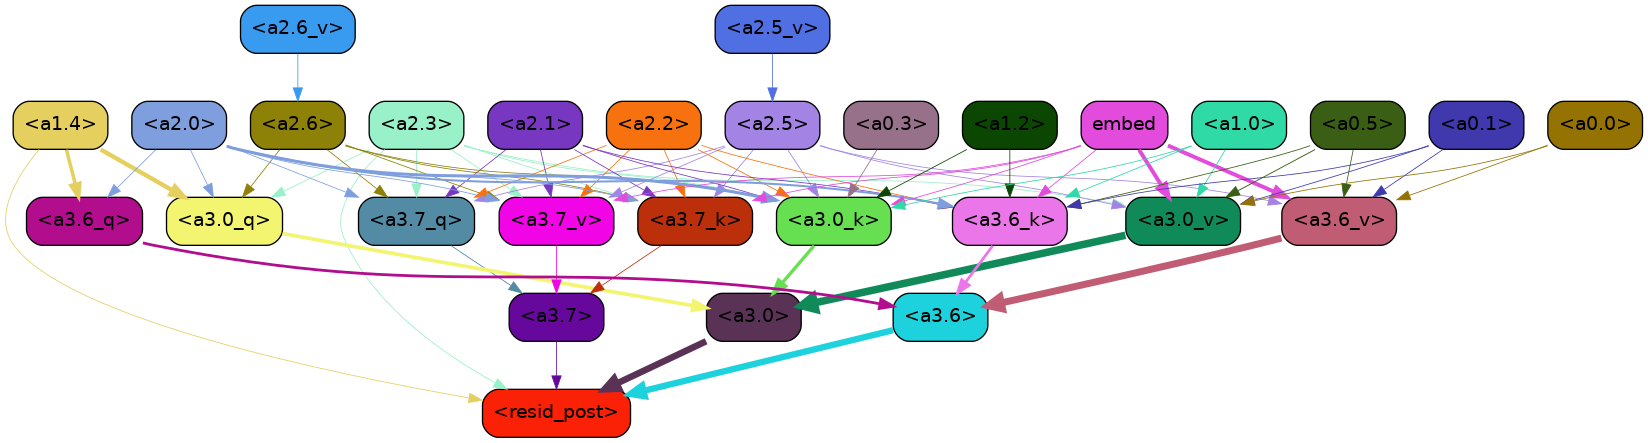 <a2.6_v> <a2.5_v>
<a1.4> <a2.0> <a2.6> <a2.3> <a2.1> <a2.2> <a2.5> <a0.3> <a1.2> embed <a1.0> <a0.5> <a0.1> <a0.0>
<a3.6_q> <a3.0_q> <a3.7_q> <a3.7_v> <a3.7_k> <a3.0_k> <a3.6_k> <a3.0_v> <a3.6_v>
<a3.7> <a3.0> <a3.6>
<resid_post>